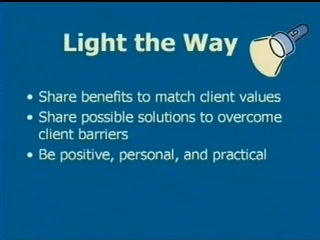 Light the Way
• Share benefits to match client values
• Share possible solutions to overcome
client barriers
• Be positive, personal, and practical